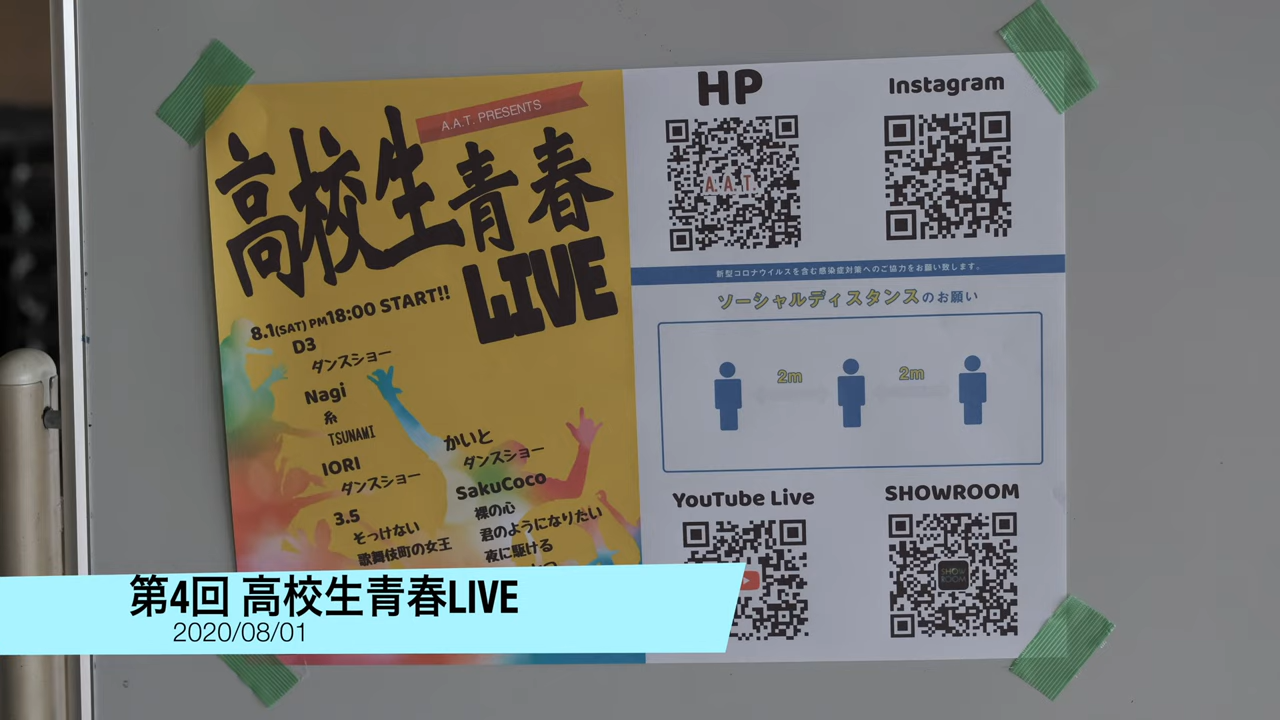 A.A.T. PRESENTS
高校生青春
LIVE
8.1(SAT) PM18:00 START!!
D3
ダンスショー
Nagi
糸
TSUNAMI
IORI
ダンスショー
3.5
そっけない
歌舞伎町の女王
かいと
ダンスショー
SakuCoco
裸の心
君のようになりたい
夜に駆ける
HP
A.A.T.
Instagram
新型コロナウイルスを含む感染症対策へのご協力をお願い致します。
ソーシャルディスタンスのお願い
2m
2m
YouTube Live
SHOWROOM
SHOW
ROOM
第4回 高校生青春LIVE
2020/08/01